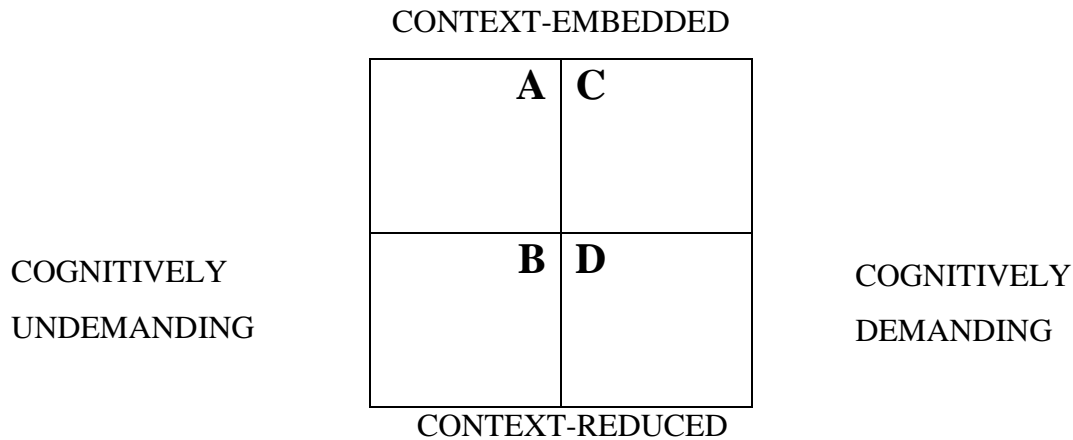 CONTEXT-EMBEDDED
A C
B D
COGNITIVELY
UNDEMANDING
COGNITIVELY
DEMANDING
CONTEXT-REDUCED